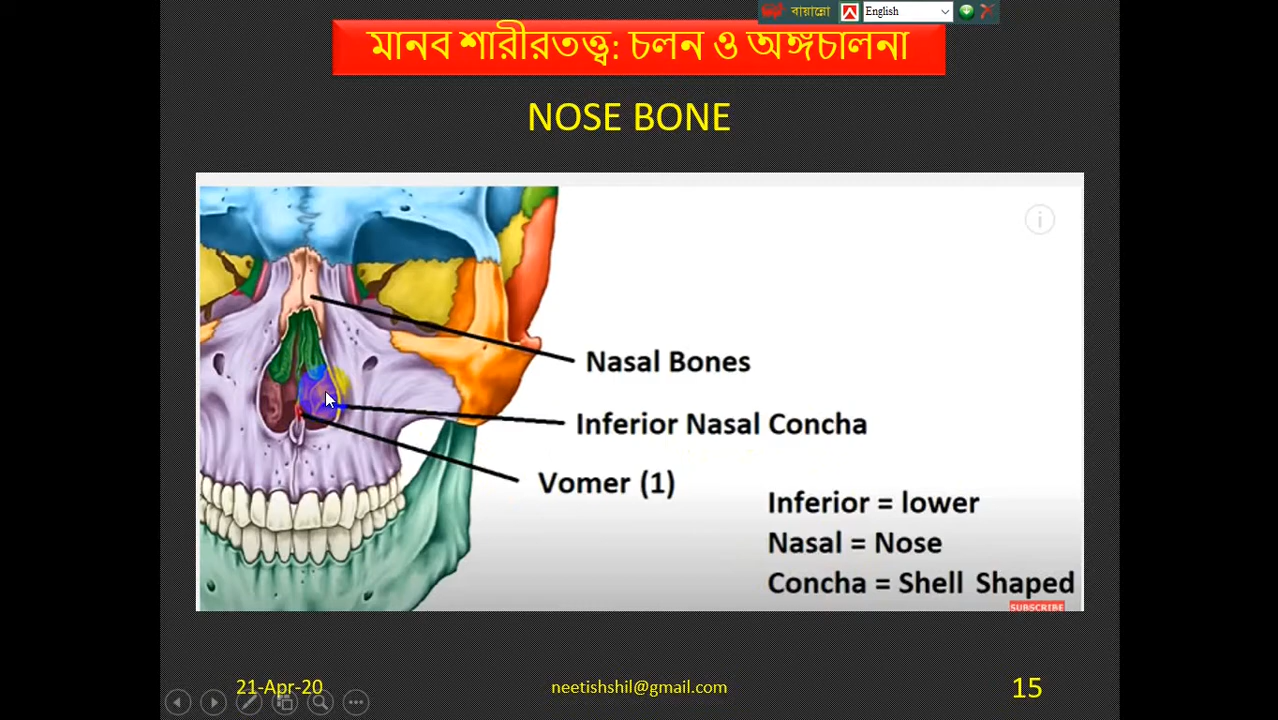 বায়ান্নো English
মানব শারীরতত্ত্ব: চলন ও অঙ্গচালনা
NOSE BONE
i
Nasal Bones
Inferior Nasal Concha
Vomer (1)
Inferior = lower
Nasal = Nose
Concha = Shell Shaped
SUBSCRIBE
21-Apr-20
neetishshil@gmail.com
15